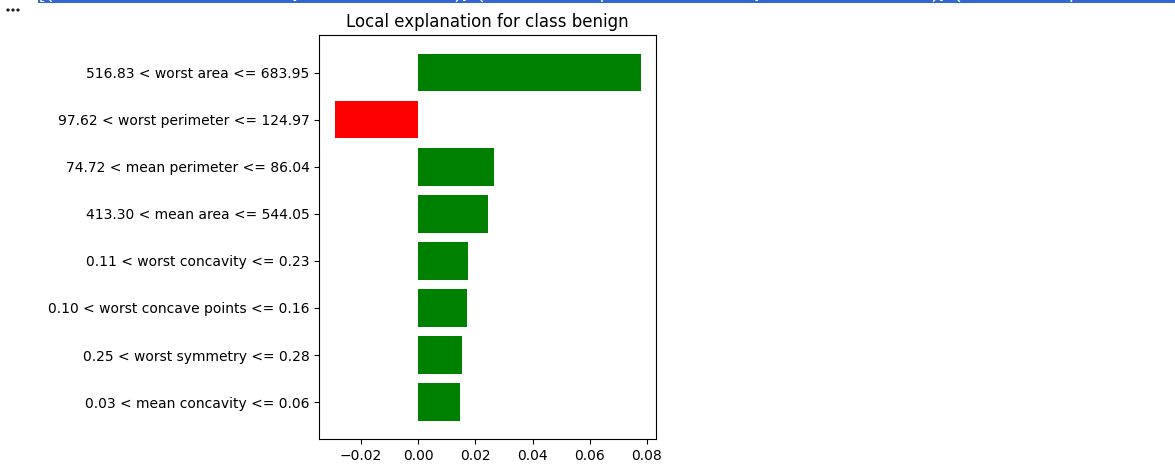 Local explanation for class benign
516.83 < worst area <= 683.95
97.62 < worst perimeter <= 124.97
74.72 < mean perimeter <= 86.04
413.30 < mean area <= 544.05
0.11 < worst concavity <= 0.23
0.10 < worst concave points <= 0.16
0.25 < worst symmetry <= 0.28
0.03 < mean concavity <= 0.06
−0.02 0.00 0.02 0.04 0.06 0.08